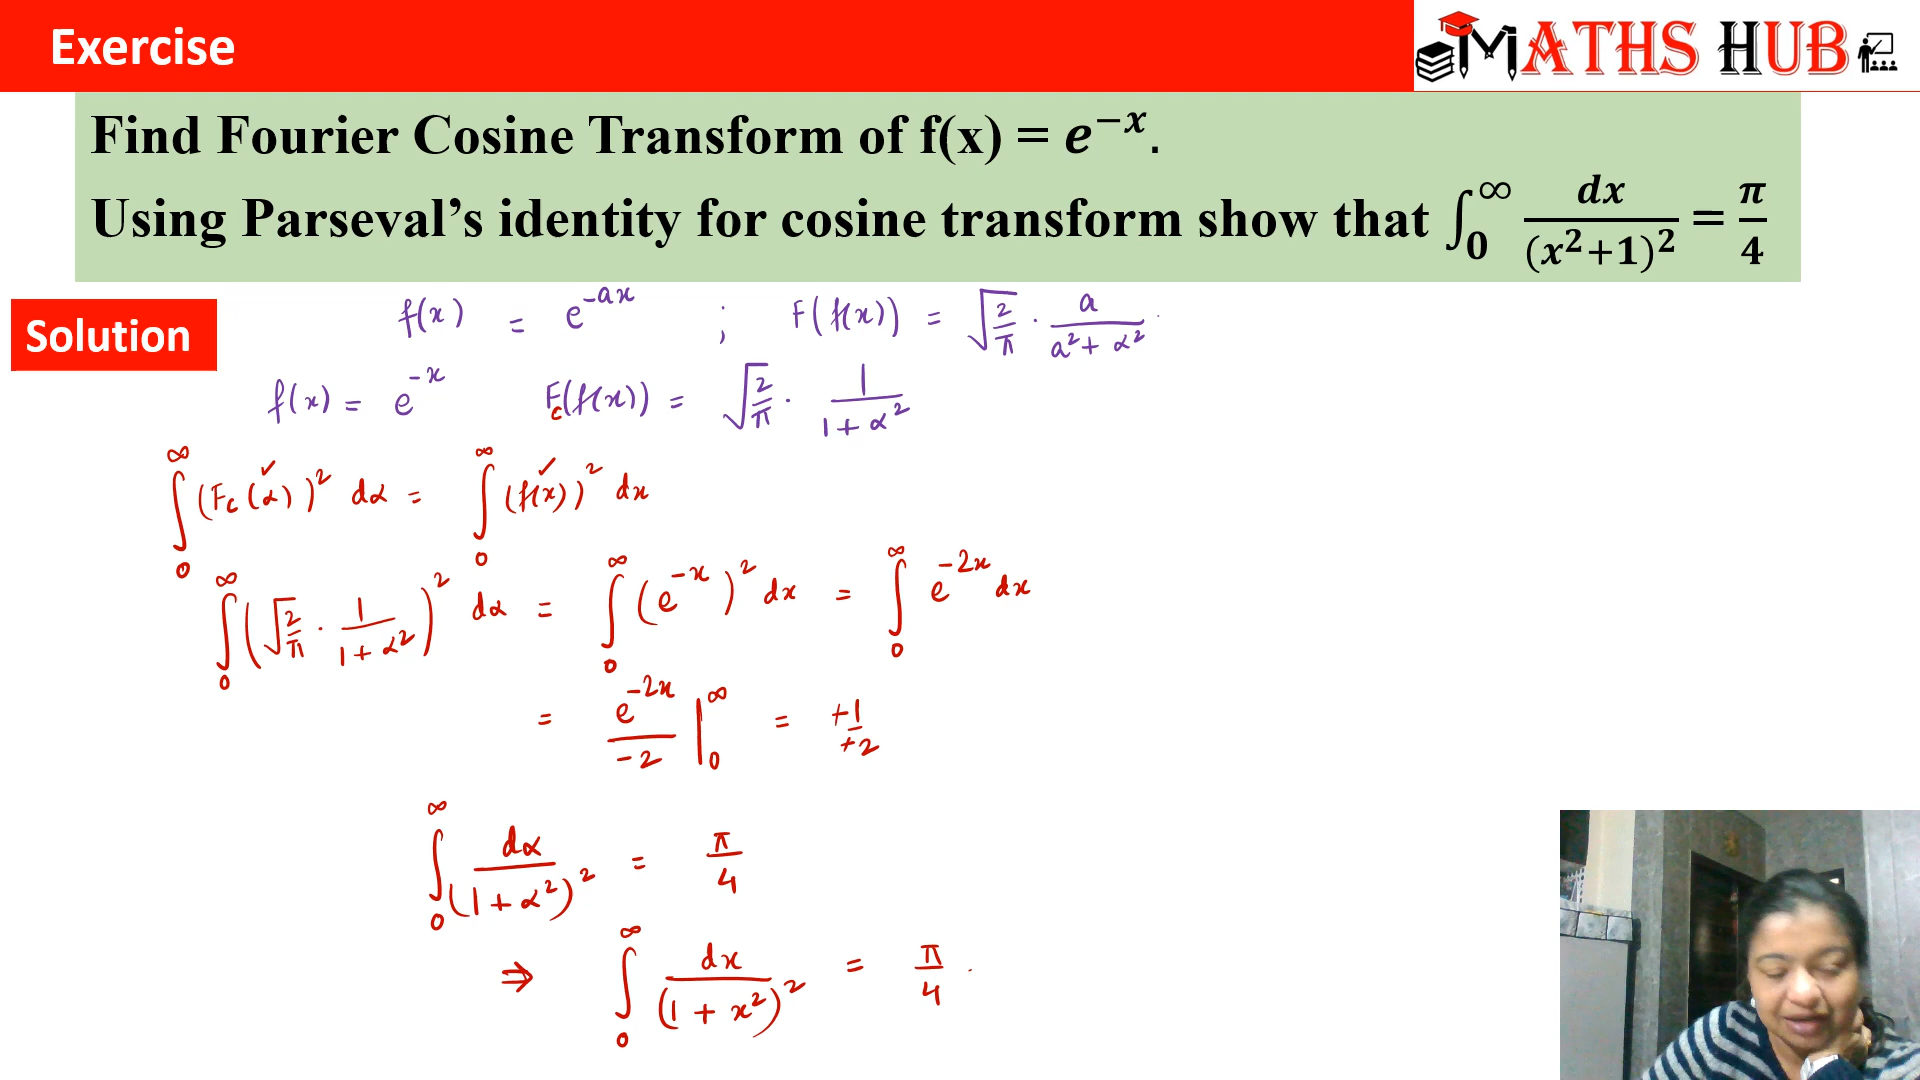 Exercise
MATHS HUB
Find Fourier Cosine Transform of f(x) = e^{−x}.
Using Parseval’s identity for cosine transform show that ∫_0^∞ dx/(x²+1)² = π/4
Solution
f(x) = e^{-ax} ; F(f(x)) = √(2/π) · a/(a² + α²) ·
f(x) = e^{-x} F_c(f(x)) = √(2/π) · 1/(1 + α²)
∫_0^∞ (F_c(α))² dα = ∫_0^∞ (f(x))² dx
∫_0^∞ (√(2/π) · 1/(1 + α²))² dα = ∫_0^∞ (e^{-x})² dx = ∫_0^∞ e^{-2x} dx
= e^{-2x}/-2 |_0^∞ = +1/+2
∫_0^∞ dα/(1 + α²)² = π/4
⇒ ∫_0^∞ dx/(1 + x²)² = π/4 .